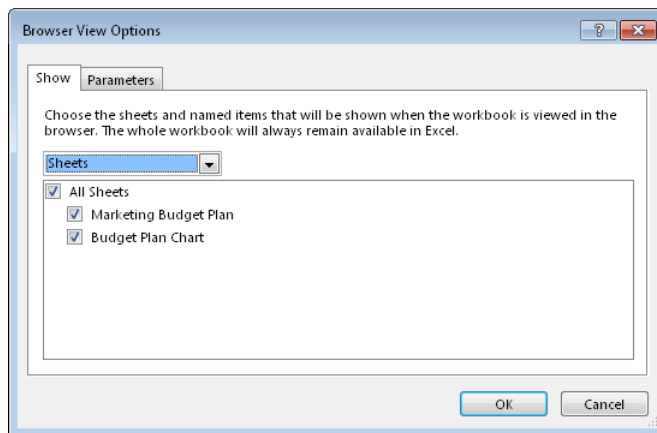 Browser View Options
Show Parameters
Choose the sheets and named items that will be shown when the workbook is viewed in the
browser. The whole workbook will always remain available in Excel.
Sheets
All Sheets
Marketing Budget Plan
Budget Plan Chart
OK Cancel